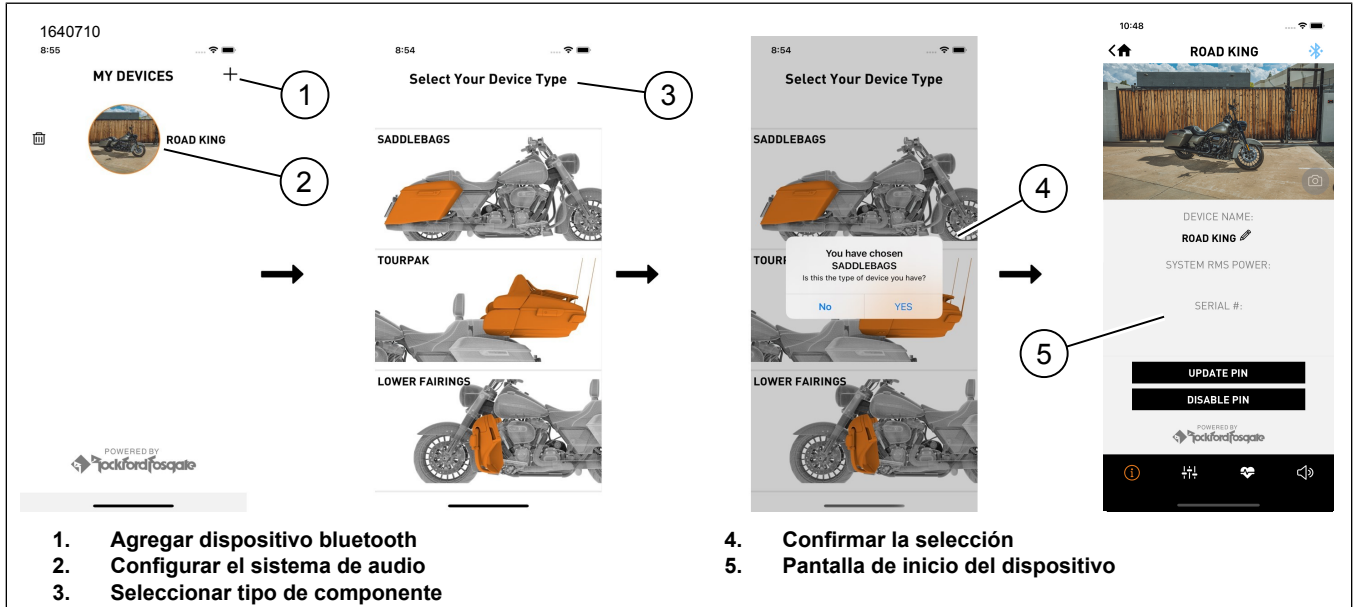 1640710
8:55
MY DEVICES +
1
ROAD KING
2
POWERED BY
Rockford Fosgate
8:54
Select Your Device Type
3
SADDLEBAGS
TOURPAK
LOWER FAIRINGS
8:54
Select Your Device Type
SADDLEBAGS
4
You have chosen
SADDLEBAGS
Is this the type of device you have?
No YES
TOURP
LOWER FAIRINGS
10:48
ROAD KING
DEVICE NAME:
ROAD KING
SYSTEM RMS POWER:
SERIAL #:
5
UPDATE PIN
DISABLE PIN
POWERED BY
Rockford Fosgate
1. Agregar dispositivo bluetooth
2. Configurar el sistema de audio
3. Seleccionar tipo de componente
4. Confirmar la selección
5. Pantalla de inicio del dispositivo